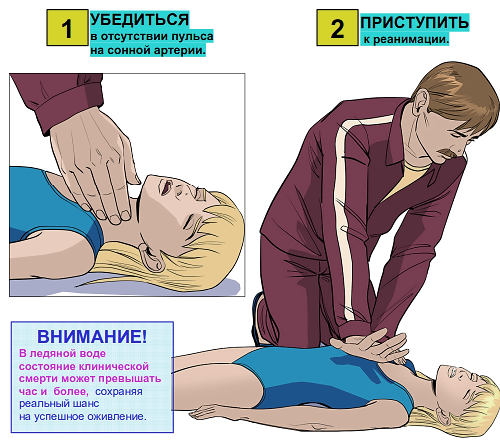 1
УБЕДИТЬСЯ
в отсутствии пульса
на сонной артерии.
2
ПРИСТУПИТЬ
к реанимации.
ВНИМАНИЕ!
В ледяной воде
состояние клинической
смерти может превышать
час и более, сохраняя
реальный шанс
на успешное оживление.